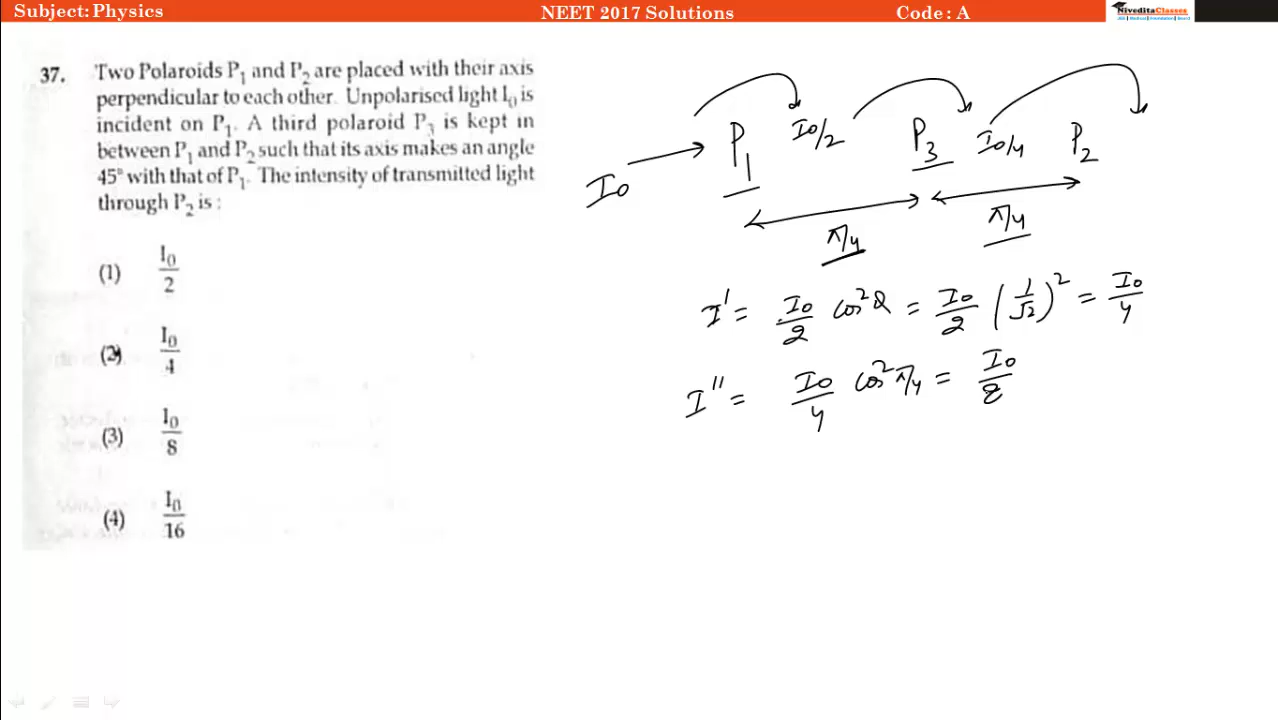 Subject: Physics
NEET 2017 Solutions
Code : A
NiveditaClasses
37. Two Polaroids P₁ and P₂ are placed with their axis
perpendicular to each other. Unpolarised light I₀ is
incident on P₁. A third polaroid P₃ is kept in
between P₁ and P₂ such that its axis makes an angle
45° with that of P₁. The intensity of transmitted light
through P₂ is :
(1) I₀/2
(2) I₀/4
(3) I₀/8
(4) I₀/16
I₀ P₁ I₀/2 P₃ I₀/4 P₂
π/4 π/4
I' = I₀/2 cos²θ = I₀/2 (1/√2)² = I₀/4
I'' = I₀/4 cos²π/4 = I₀/8